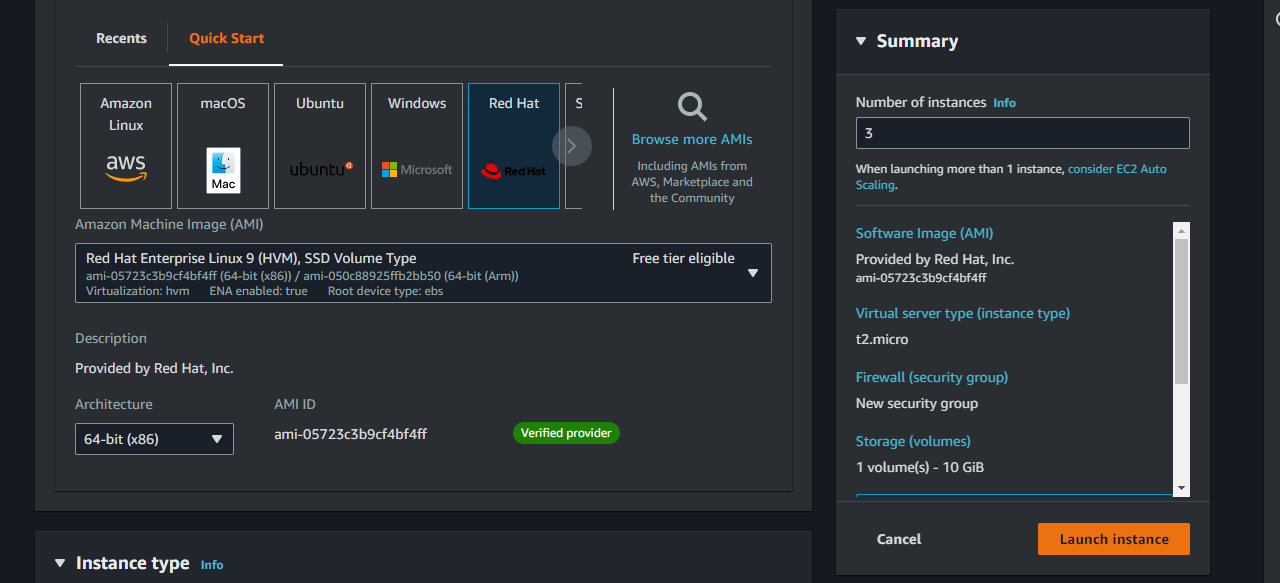 Recents
Quick Start
Amazon
Linux
aws
macOS
Mac
Ubuntu
ubuntu
Windows
Microsoft
Red Hat
Red Hat
S
Browse more AMIs
Including AMIs from
AWS, Marketplace and
the Community
Amazon Machine Image (AMI)
Red Hat Enterprise Linux 9 (HVM), SSD Volume Type
Free tier eligible
ami-05723c3b9cf4bf4ff (64-bit (x86)) / ami-050c88925ffb2bb50 (64-bit (Arm))
Virtualization: hvm ENA enabled: true Root device type: ebs
Description
Provided by Red Hat, Inc.
Architecture
AMI ID
64-bit (x86)
ami-05723c3b9cf4bf4ff
Verified provider
Instance type Info
Summary
Number of instances Info
3
When launching more than 1 instance, consider EC2 Auto
Scaling.
Software Image (AMI)
Provided by Red Hat, Inc.
ami-05723c3b9cf4bf4ff
Virtual server type (instance type)
t2.micro
Firewall (security group)
New security group
Storage (volumes)
1 volume(s) - 10 GiB
Cancel
Launch instance